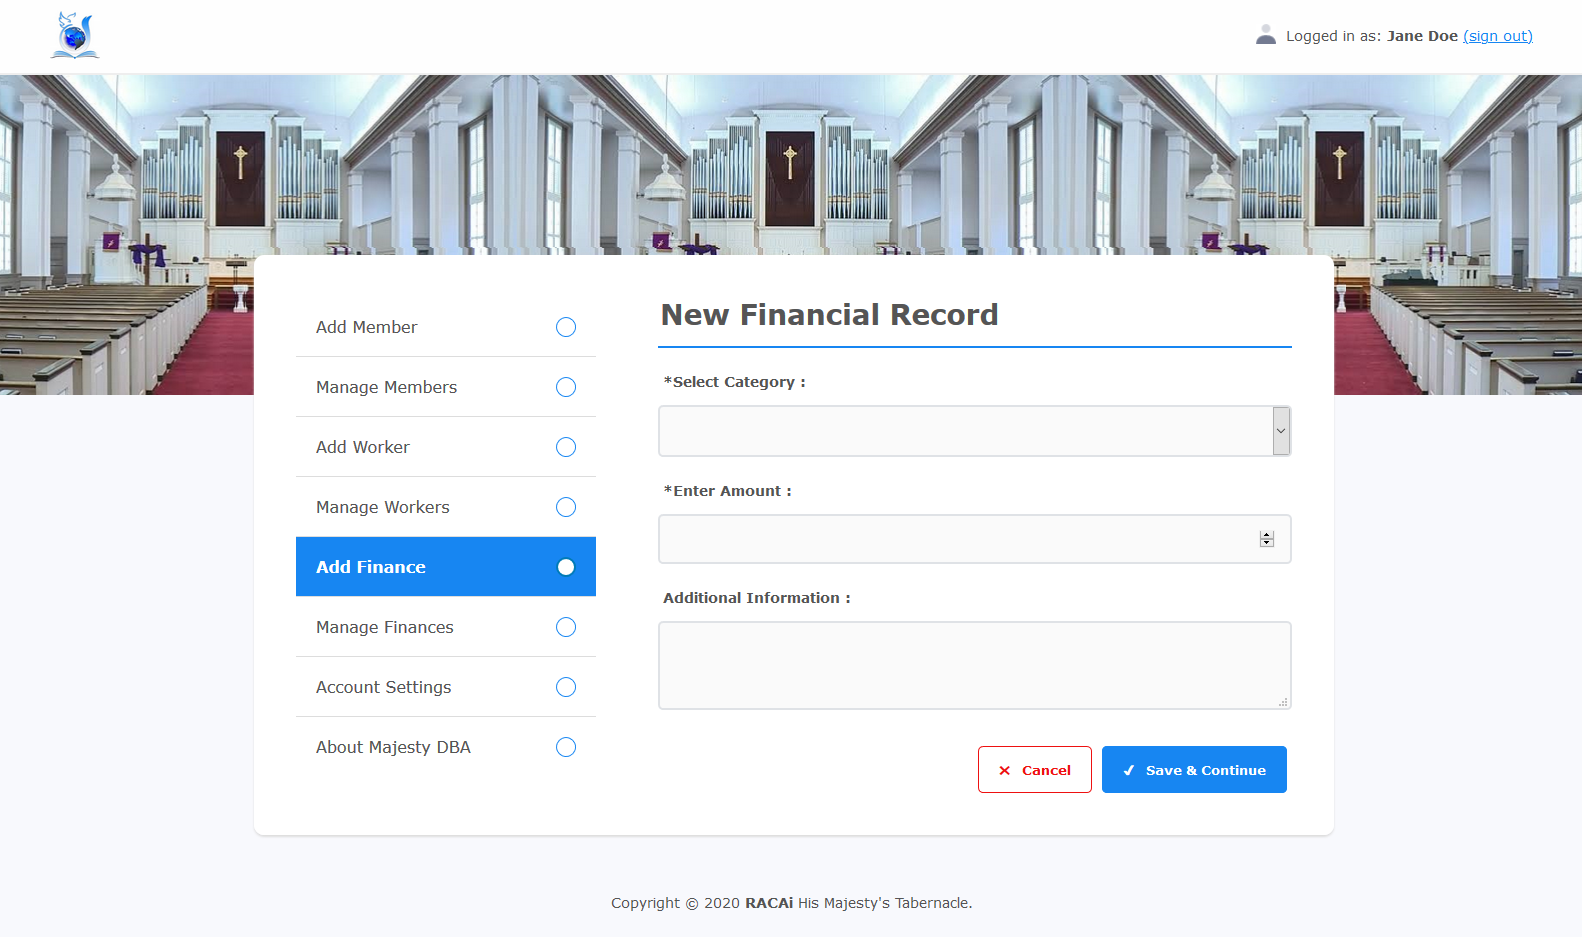 Logged in as: Jane Doe (sign out)
Add Member
Manage Members
Add Worker
Manage Workers
Add Finance
Manage Finances
Account Settings
About Majesty DBA
New Financial Record
*Select Category :
*Enter Amount :
Additional Information :
✕ Cancel
✓ Save & Continue
Copyright © 2020 RACAi His Majesty's Tabernacle.